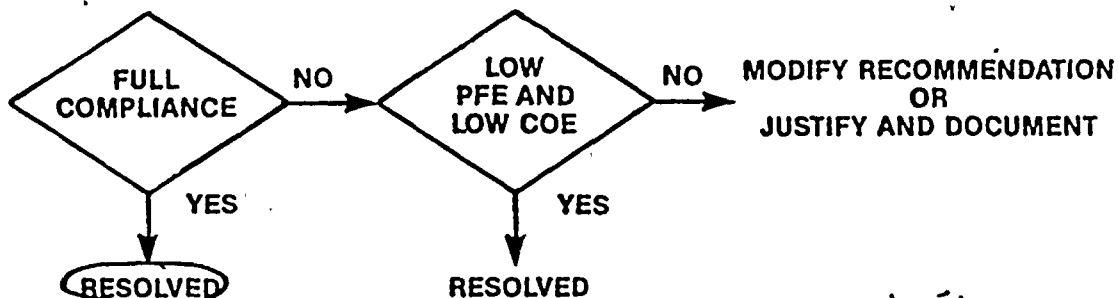 FULL
COMPLIANCE
NO
LOW
PFE AND
LOW COE
NO
MODIFY RECOMMENDATION
OR
JUSTIFY AND DOCUMENT
YES
YES
RESOLVED
RESOLVED